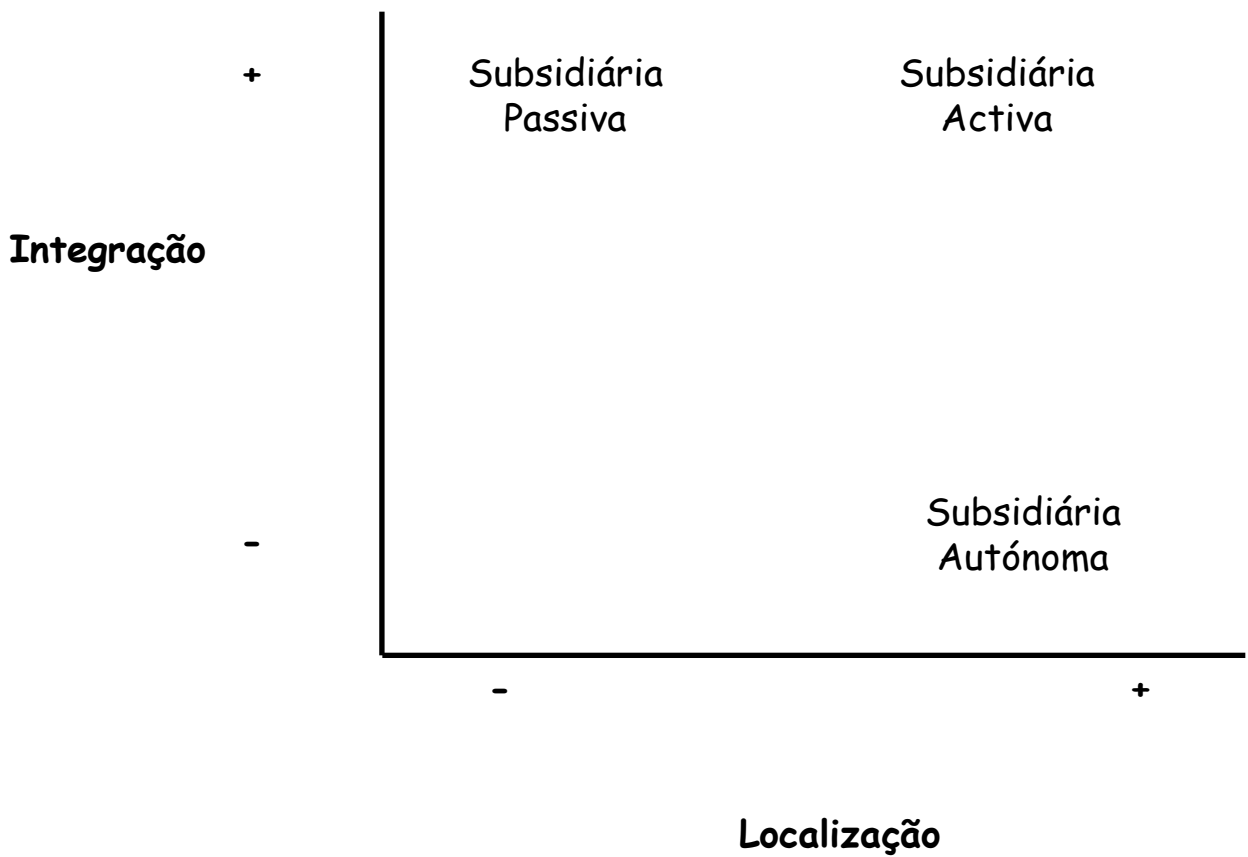 +
Subsidiária
Passiva
Subsidiária
Activa
Integração
-
Subsidiária
Autónoma
-
+
Localização